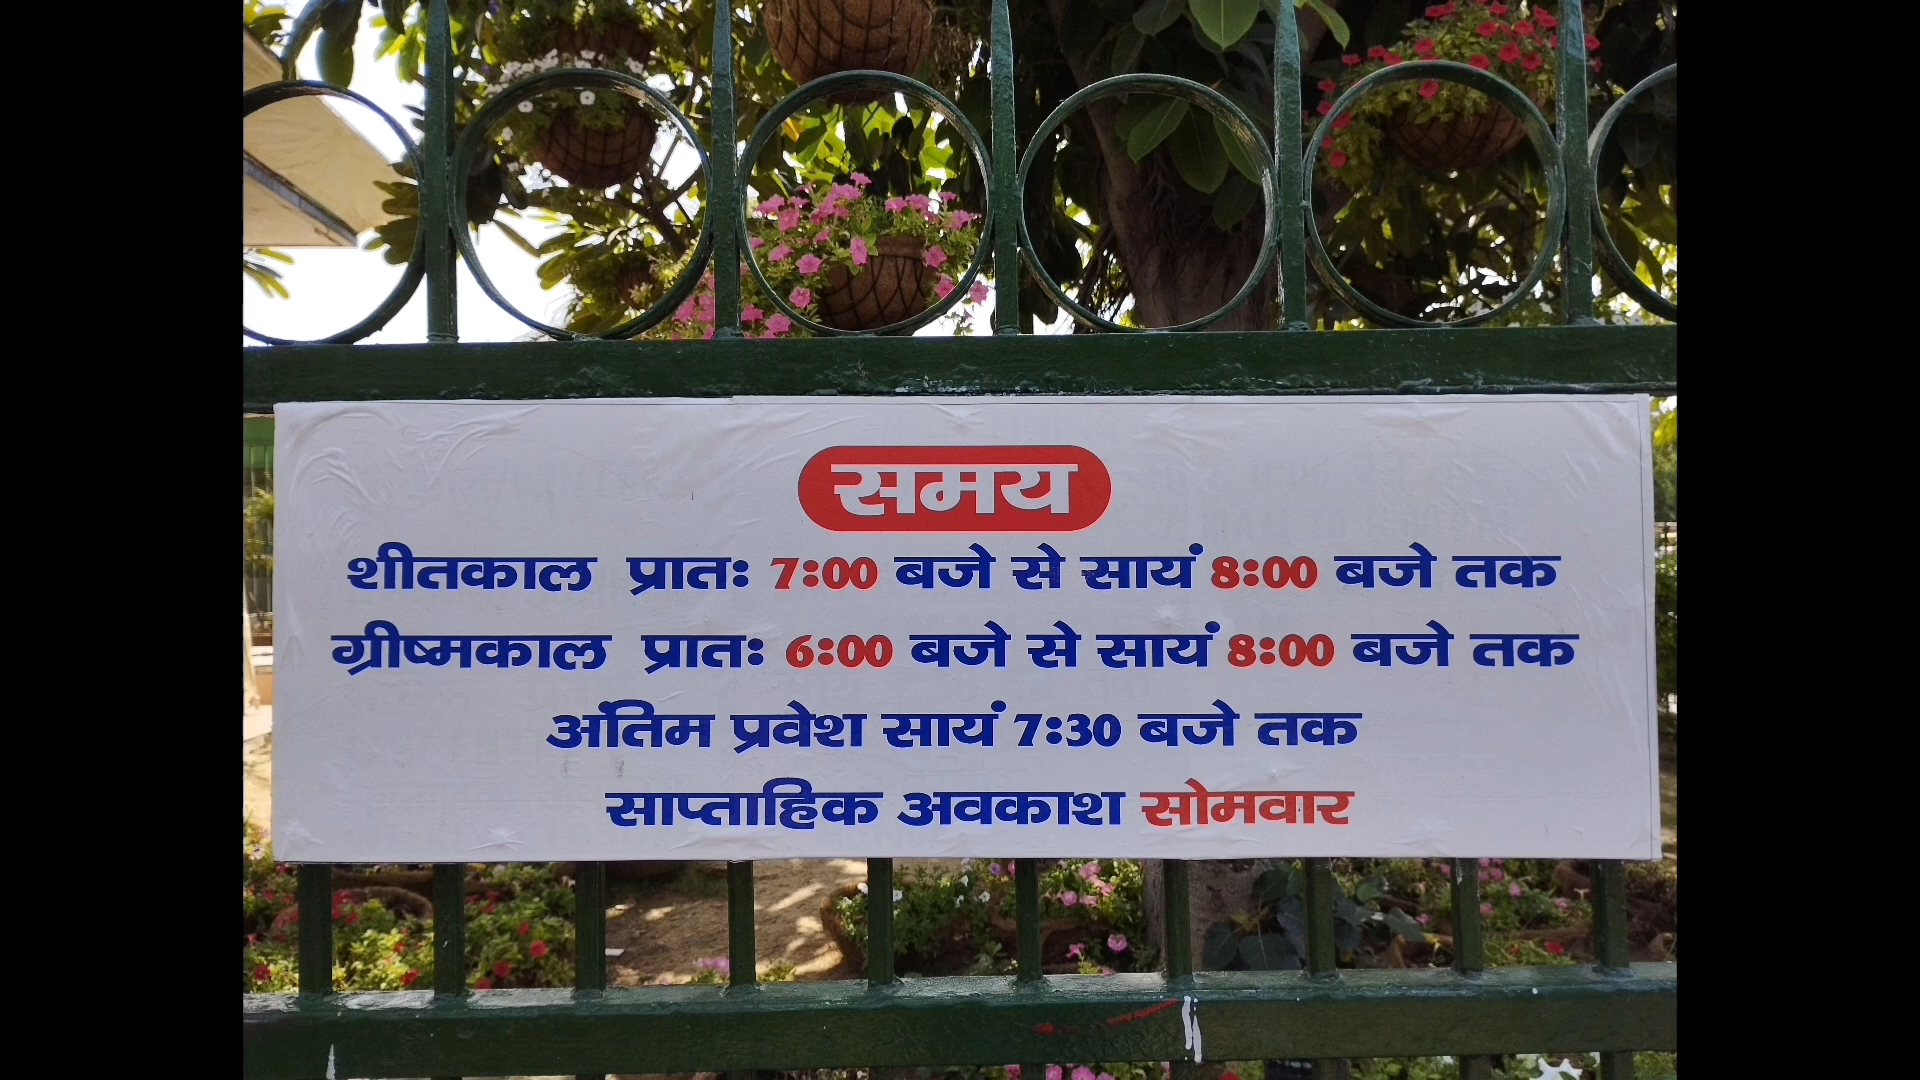 समय
शीतकाल प्रातः 7:00 बजे से सायं 8:00 बजे तक
ग्रीष्मकाल प्रातः 6:00 बजे से सायं 8:00 बजे तक
अंतिम प्रवेश सायं 7:30 बजे तक
साप्ताहिक अवकाश सोमवार